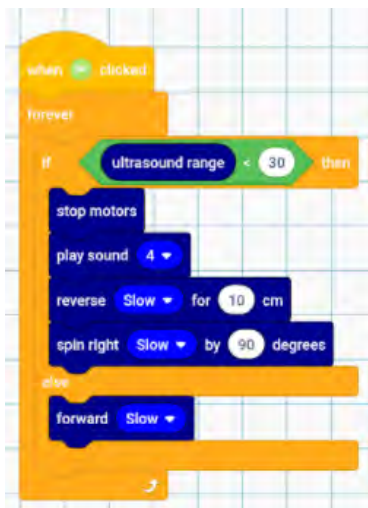 when clicked
forever
if ultrasound range < 30 then
stop motors
play sound 4
reverse Slow for 10 cm
spin right Slow by 90 degrees
else
forward Slow